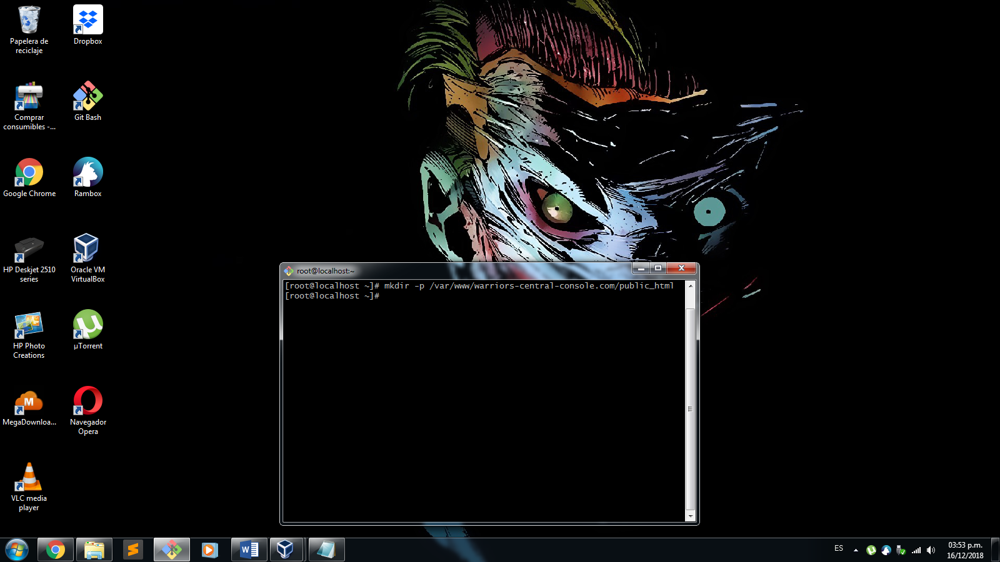 Papelera de
reciclaje
Dropbox
Comprar
consumibles -...
Git Bash
Google Chrome
Rambox
HP Deskjet 2510
series
Oracle VM
VirtualBox
HP Photo
Creations
µTorrent
MegaDownloa...
Navegador
Opera
VLC media
player
root@localhost:~
[root@localhost ~]# mkdir -p /var/www/warriors-central-console.com/public_html
[root@localhost ~]#
ES
03:53 p.m.
16/12/2018